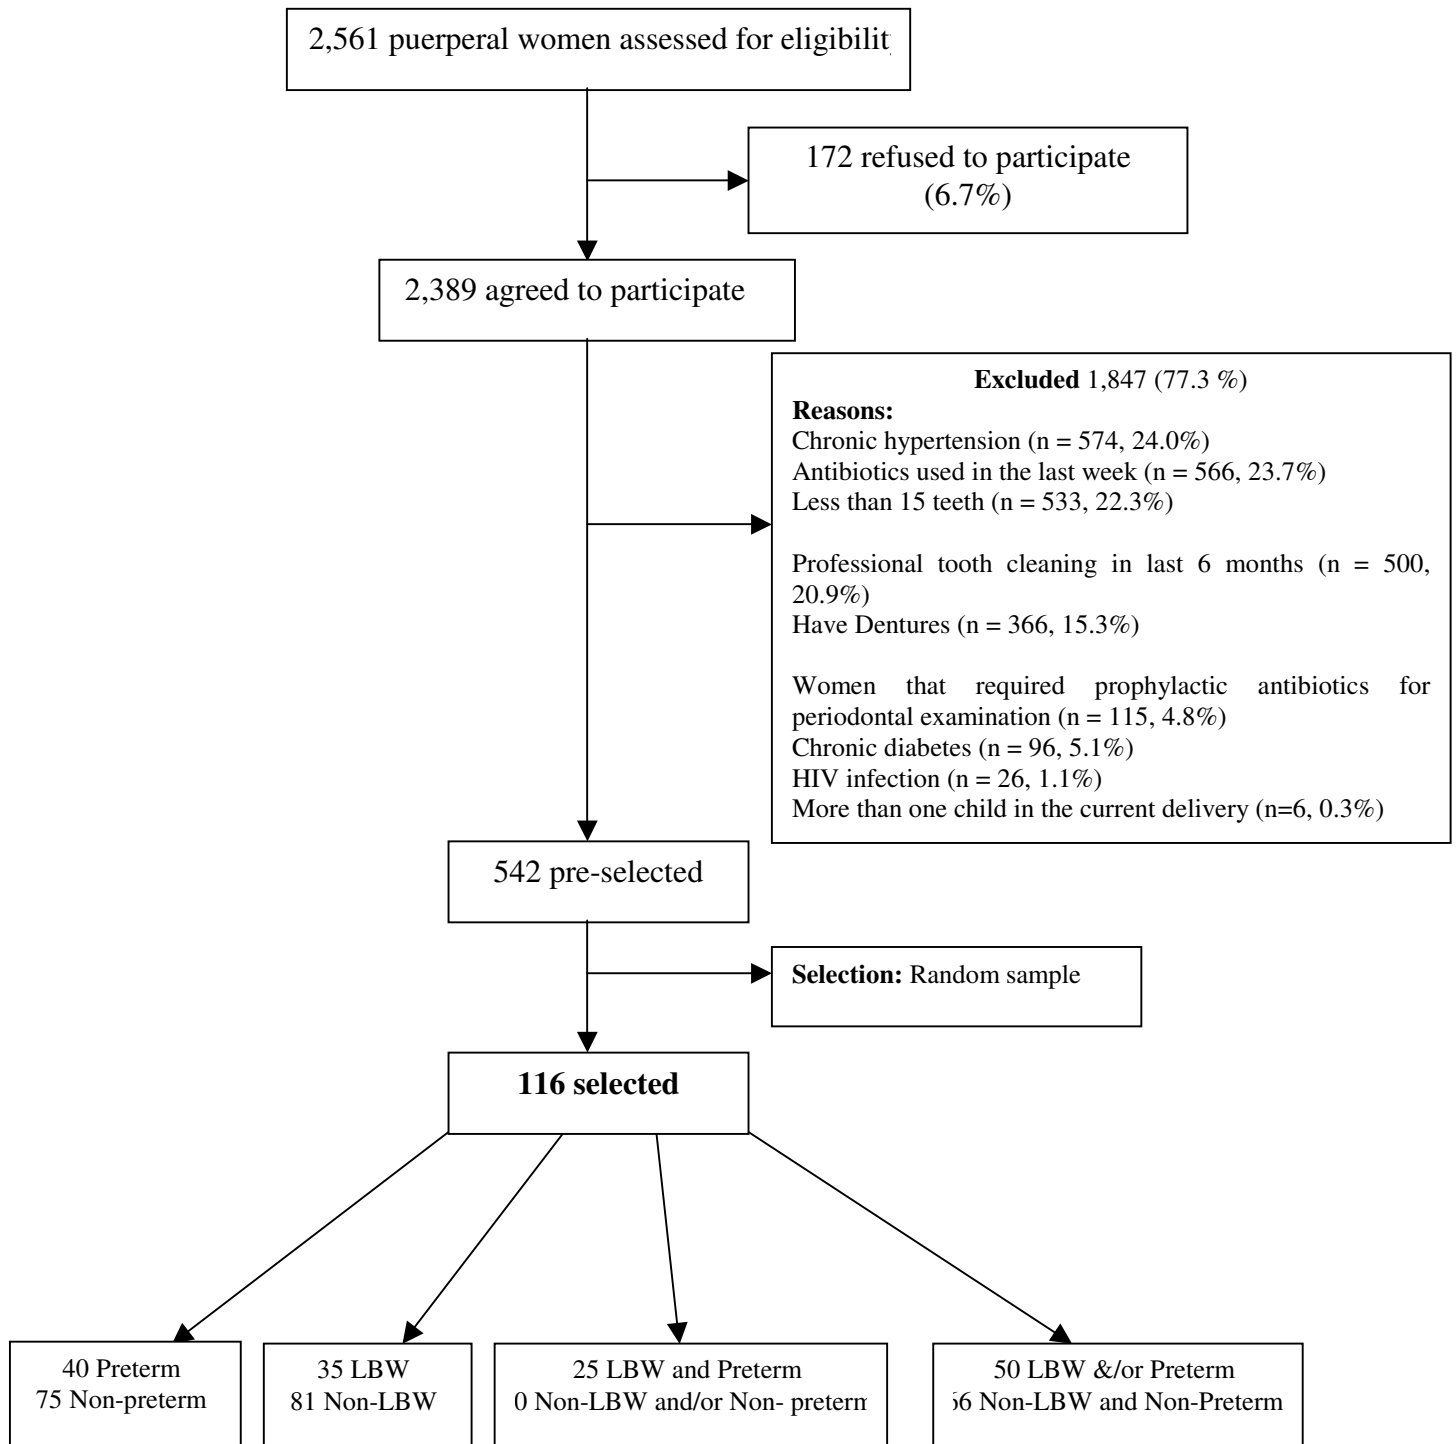 2,561 puerperal women assessed for eligibilit
172 refused to participate
(6.7%)
2,389 agreed to participate
Excluded 1,847 (77.3 %)
Reasons:
Chronic hypertension (n = 574, 24.0%)
Antibiotics used in the last week (n = 566, 23.7%)
Less than 15 teeth (n = 533, 22.3%)
Professional tooth cleaning in last 6 months (n = 500,
20.9%)
Have Dentures (n = 366, 15.3%)
Women that required prophylactic antibiotics for
periodontal examination (n = 115, 4.8%)
Chronic diabetes (n = 96, 5.1%)
HIV infection (n = 26, 1.1%)
More than one child in the current delivery (n=6, 0.3%)
542 pre-selected
Selection: Random sample
116 selected
40 Preterm
75 Non-preterm
35 LBW
81 Non-LBW
25 LBW and Preterm
0 Non-LBW and/or Non- preterm
50 LBW &/or Preterm
6 Non-LBW and Non-Preterm